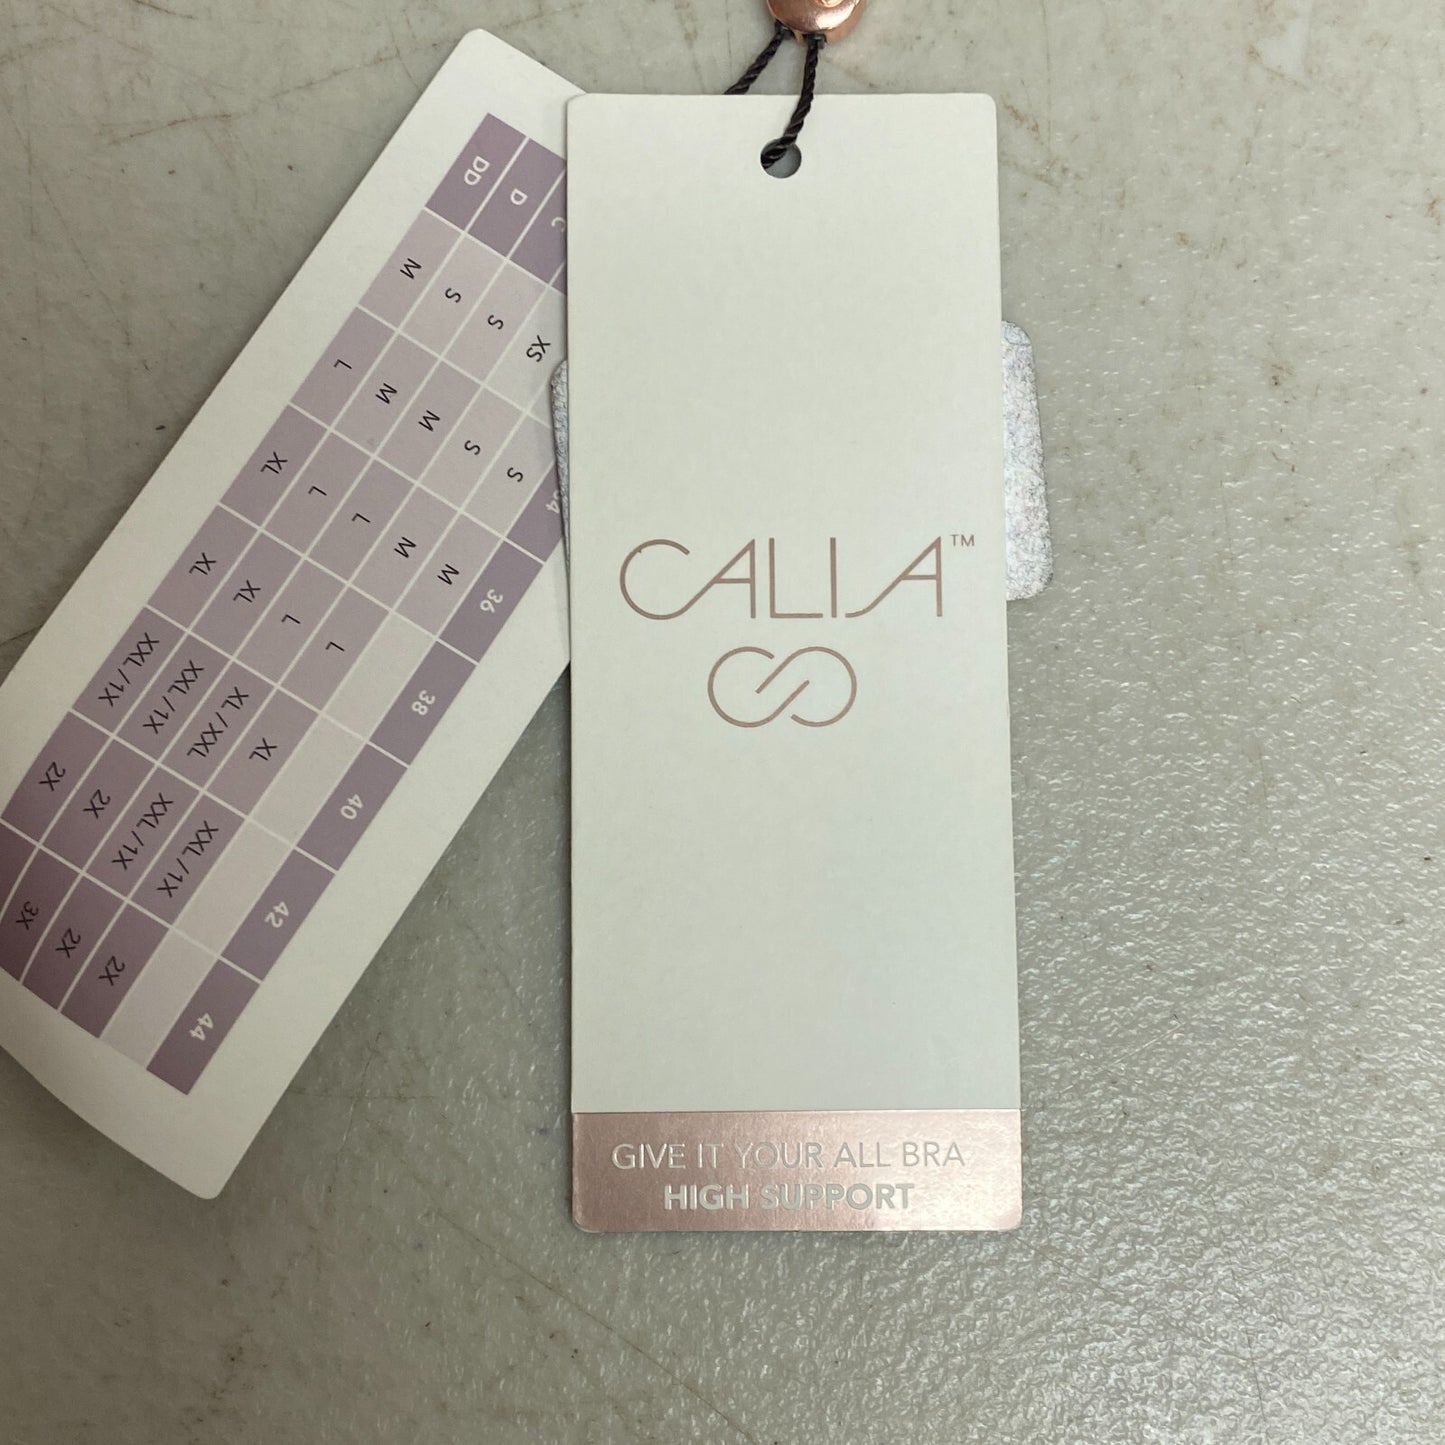 CALIA™
GIVE IT YOUR ALL BRA
HIGH SUPPORT
36 38 40 42 44
S M
XS S M L XL XXL/1X 2X
C S M L L XL/XXL XXL/1X 2X
D S M L XL XXL/1X 2X 3X
DD M L XL XL XXL/1X 2X